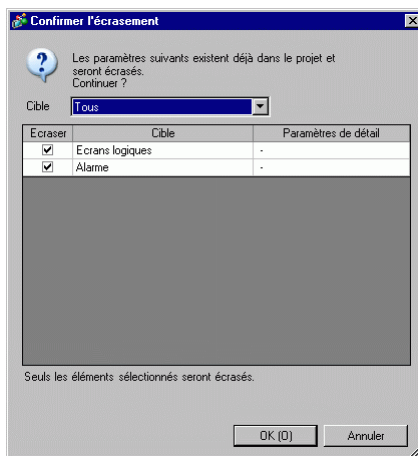 Confirmer l'écrasement
Les paramètres suivants existent déjà dans le projet et
seront écrasés.
Continuer ?
Cible Tous
Ecraser Cible Paramètres de détail
Ecrans logiques -
Alarme -
Seuls les éléments sélectionnés seront écrasés.
OK (O) Annuler